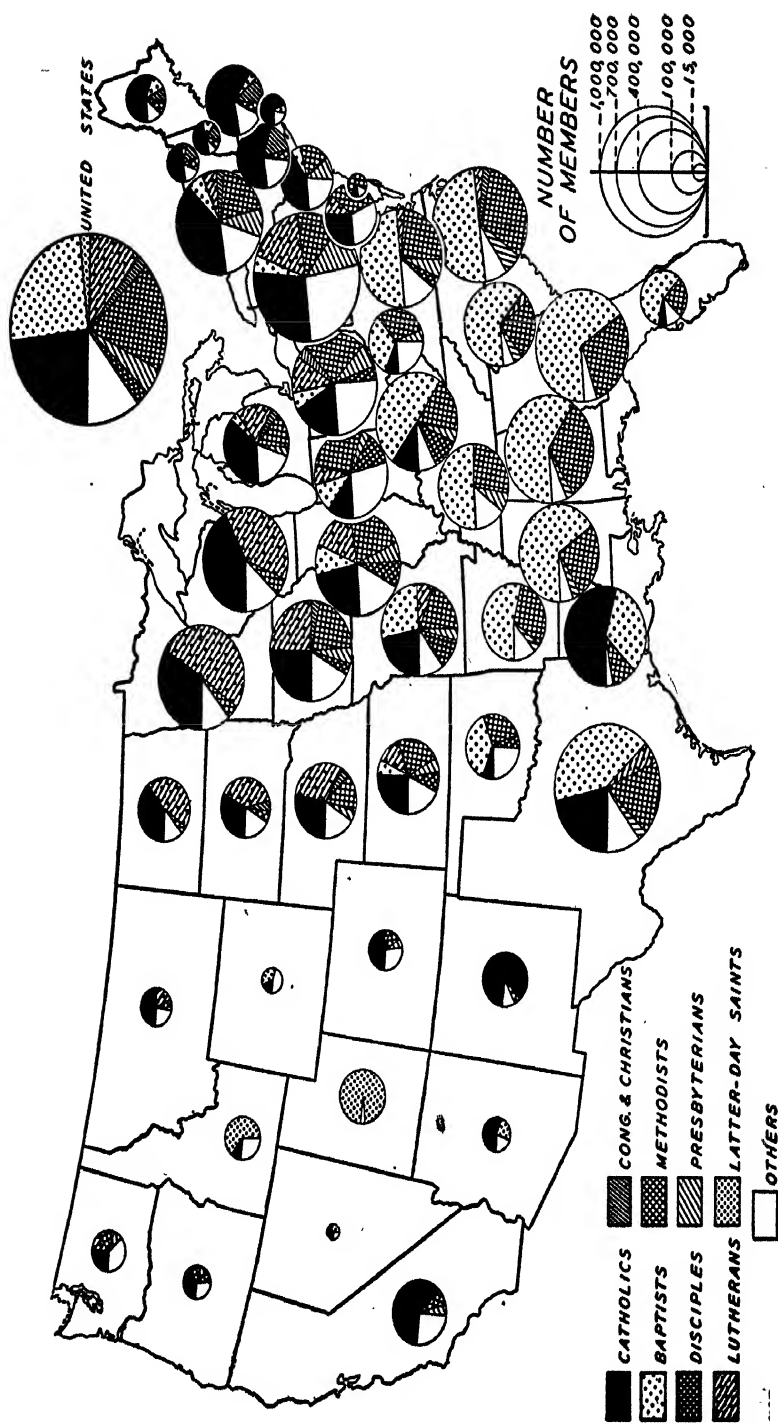 UNITED STATES
NUMBER
OF MEMBERS
1,000,000
700,000
400,000
100,000
15,000
CATHOLICS
BAPTISTS
DISCIPLES
LUTHERANS
CONG. & CHRISTIANS
METHODISTS
PRESBYTERIANS
LATTER-DAY SAINTS
OTHERS